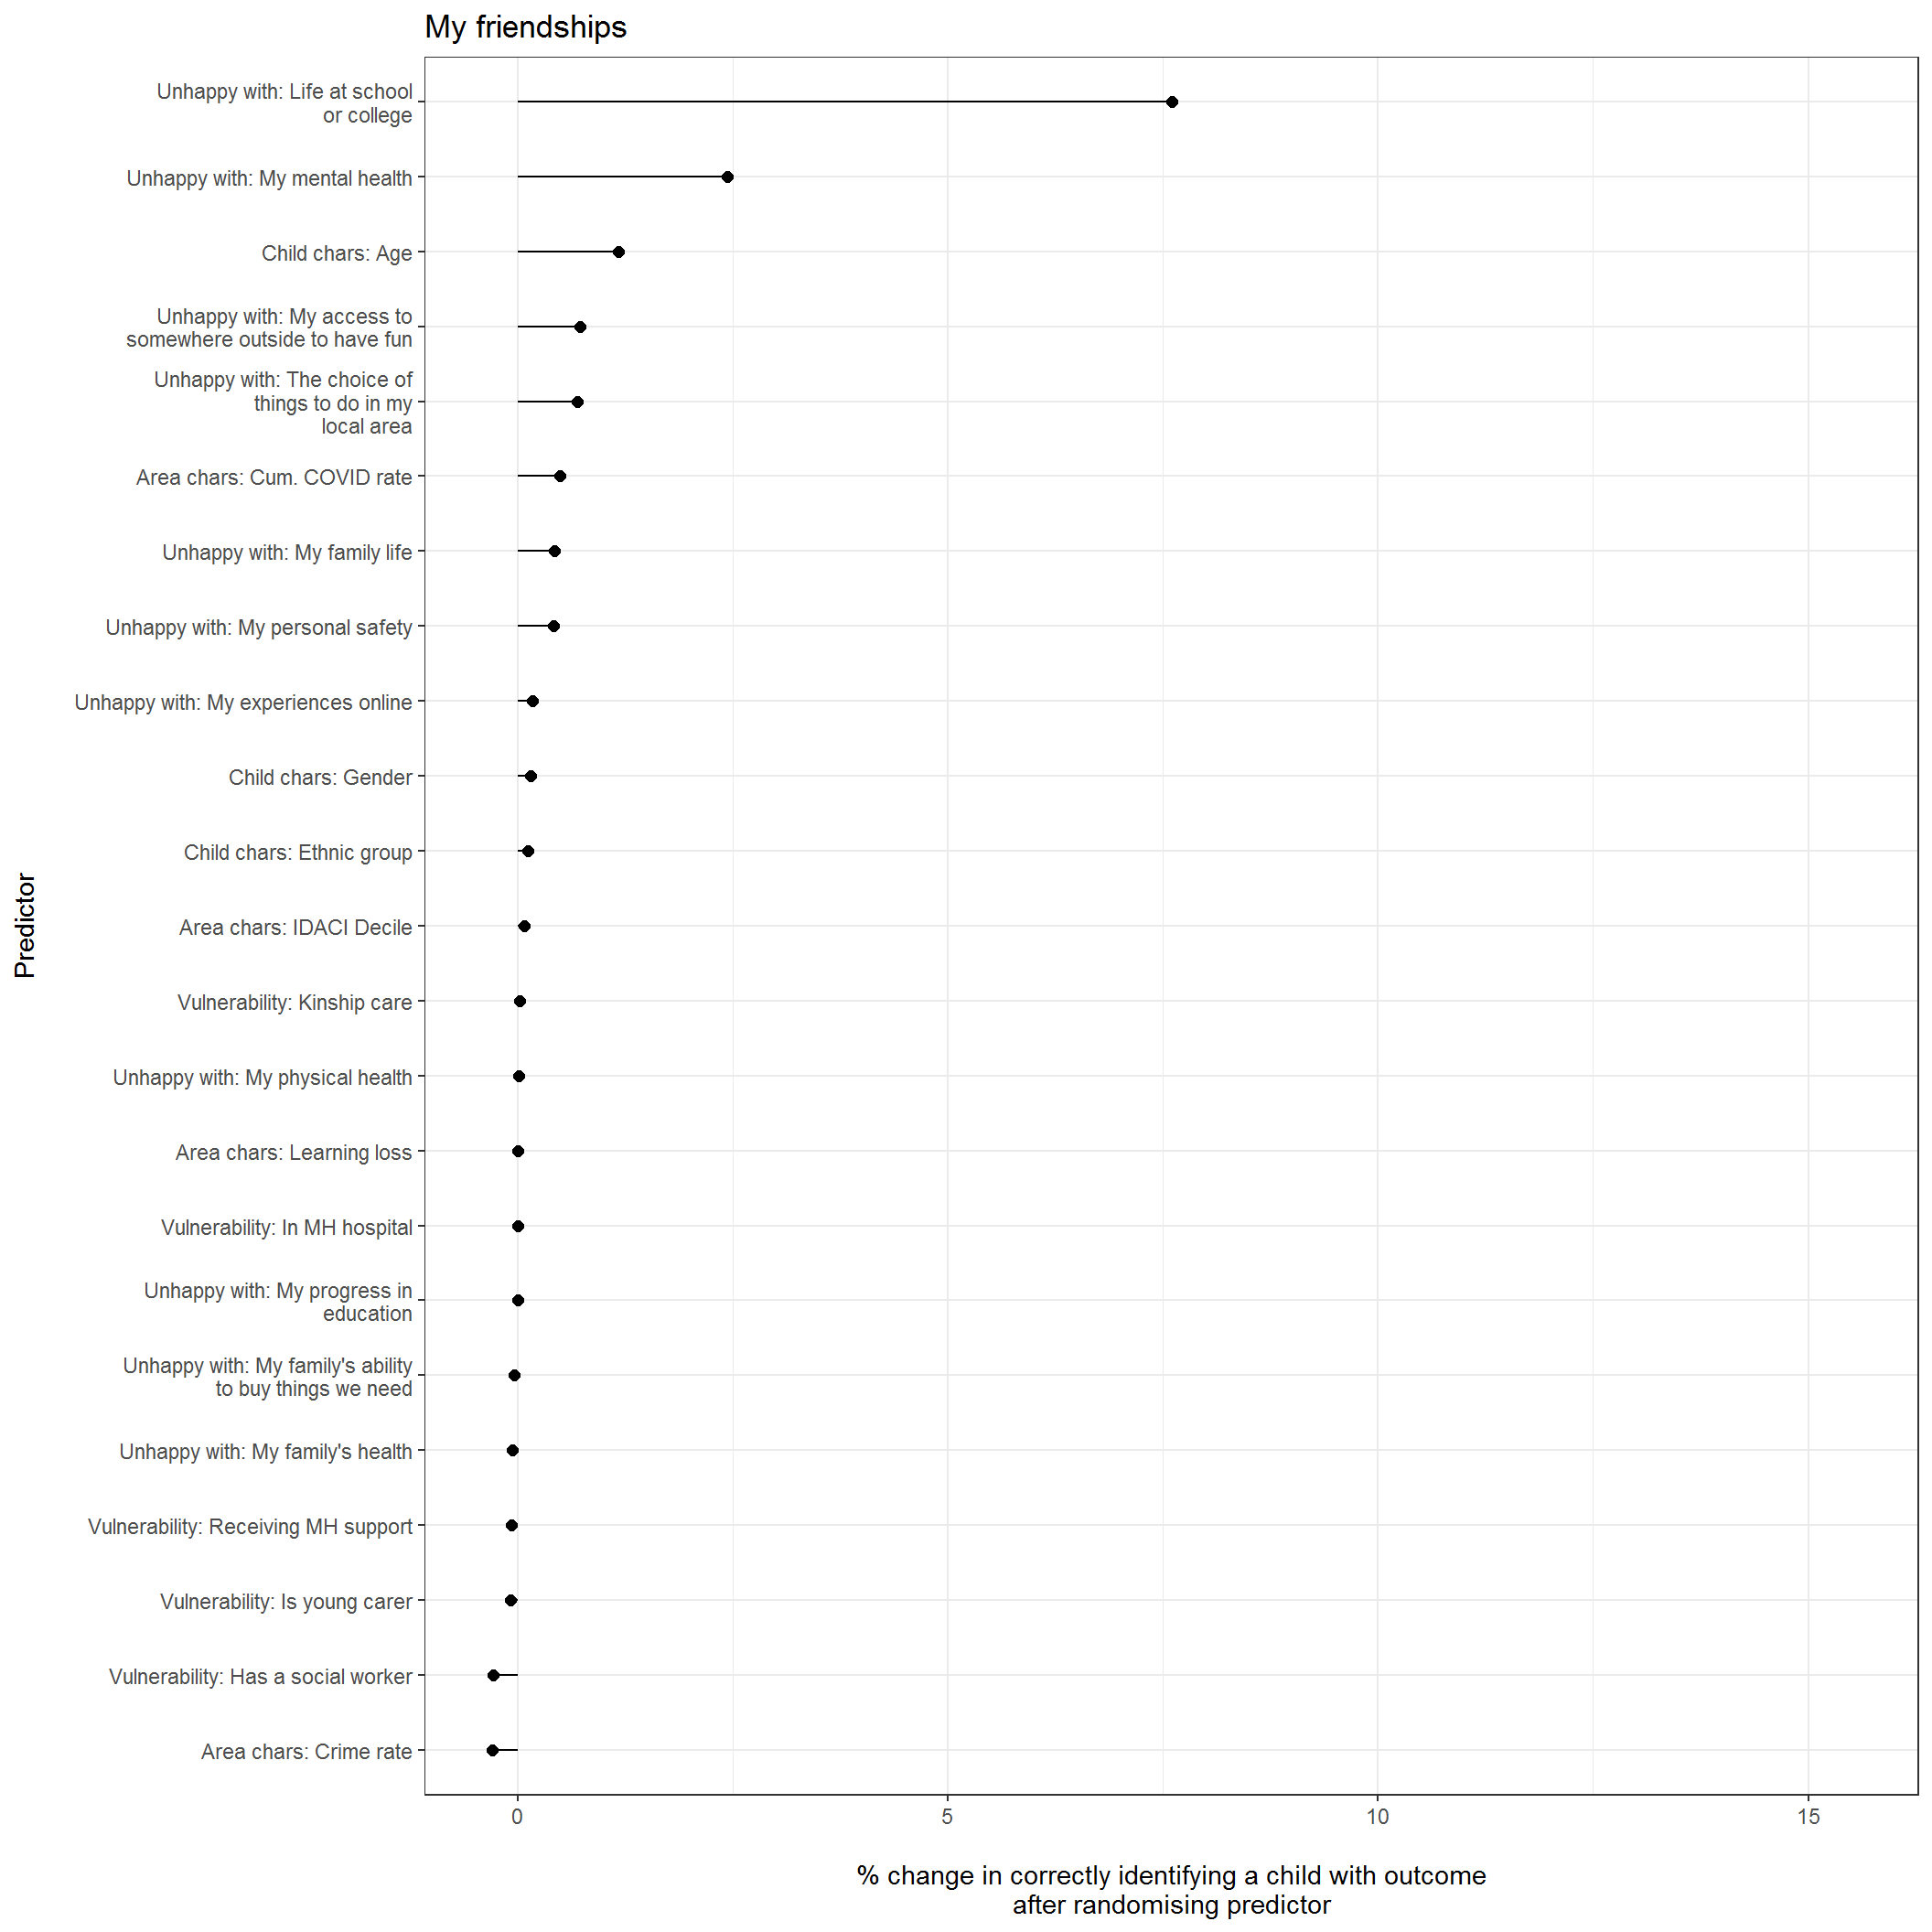 My friendships
Unhappy with: Life at school
or college
Unhappy with: My mental health
Child chars: Age
Unhappy with: My access to
somewhere outside to have fun
Unhappy with: The choice of
things to do in my
local area
Area chars: Cum. COVID rate
Unhappy with: My family life
Unhappy with: My personal safety
Unhappy with: My experiences online
Child chars: Gender
Child chars: Ethnic group
Area chars: IDACI Decile
Vulnerability: Kinship care
Unhappy with: My physical health
Area chars: Learning loss
Vulnerability: In MH hospital
Unhappy with: My progress in
education
Unhappy with: My family's ability
to buy things we need
Unhappy with: My family's health
Vulnerability: Receiving MH support
Vulnerability: Is young carer
Vulnerability: Has a social worker
Area chars: Crime rate
Predictor
0
5
10
15
% change in correctly identifying a child with outcome
after randomising predictor